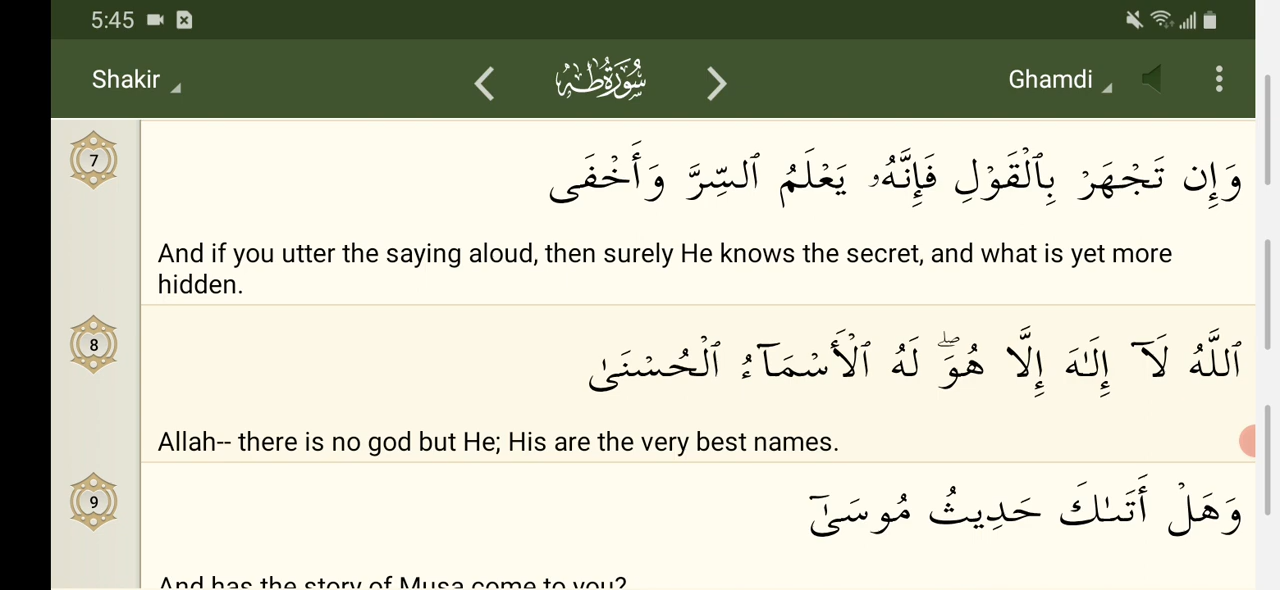 5:45
Shakir
سُورَةُ طه
Ghamdi
7
وَإِن تَجْهَرْ بِٱلْقَوْلِ فَإِنَّهُۥ يَعْلَمُ ٱلسِّرَّ وَأَخْفَى
And if you utter the saying aloud, then surely He knows the secret, and what is yet more
hidden.
8
ٱللَّهُ لَآ إِلَـٰهَ إِلَّا هُوَ ۖ لَهُ ٱلْأَسْمَآءُ ٱلْحُسْنَىٰ
Allah-- there is no god but He; His are the very best names.
9
وَهَلْ أَتَىٰكَ حَدِيثُ مُوسَىٰٓ
And has the story of Musa come to you?